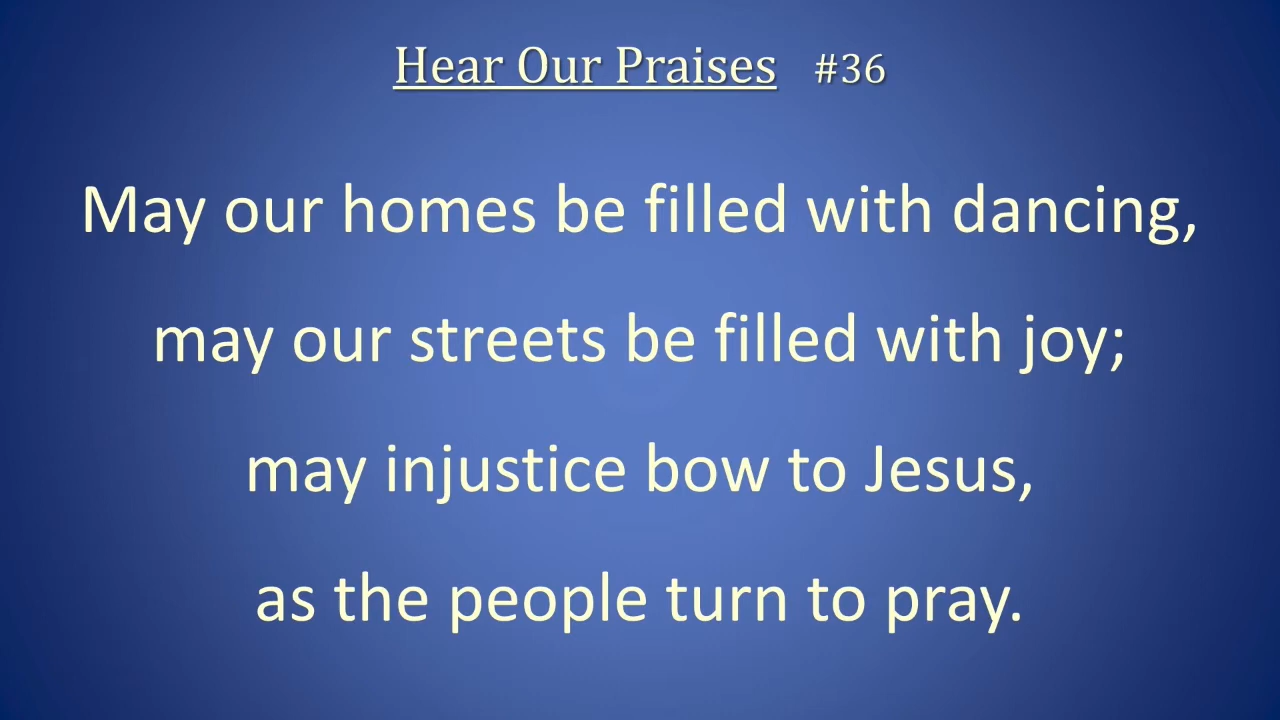 Hear Our Praises #36
May our homes be filled with dancing,
may our streets be filled with joy;
may injustice bow to Jesus,
as the people turn to pray.